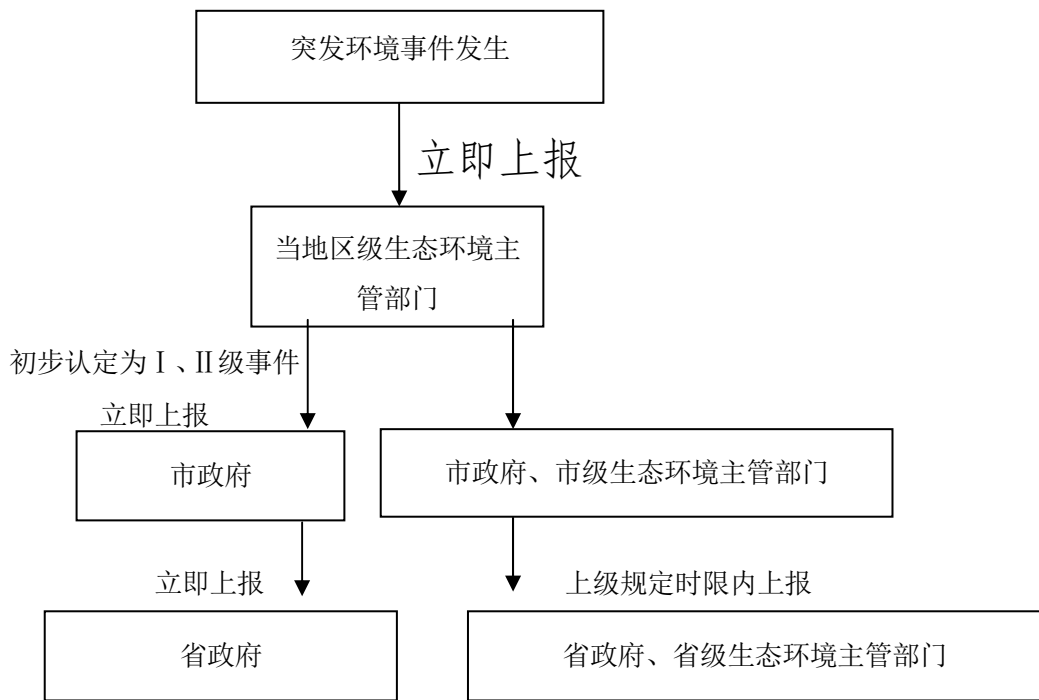 突发环境事件发生
立即上报
当地区级生态环境主
管部门
初步认定为Ⅰ、Ⅱ级事件
立即上报
市政府
市政府、市级生态环境主管部门
立即上报
上级规定时限内上报
省政府
省政府、省级生态环境主管部门